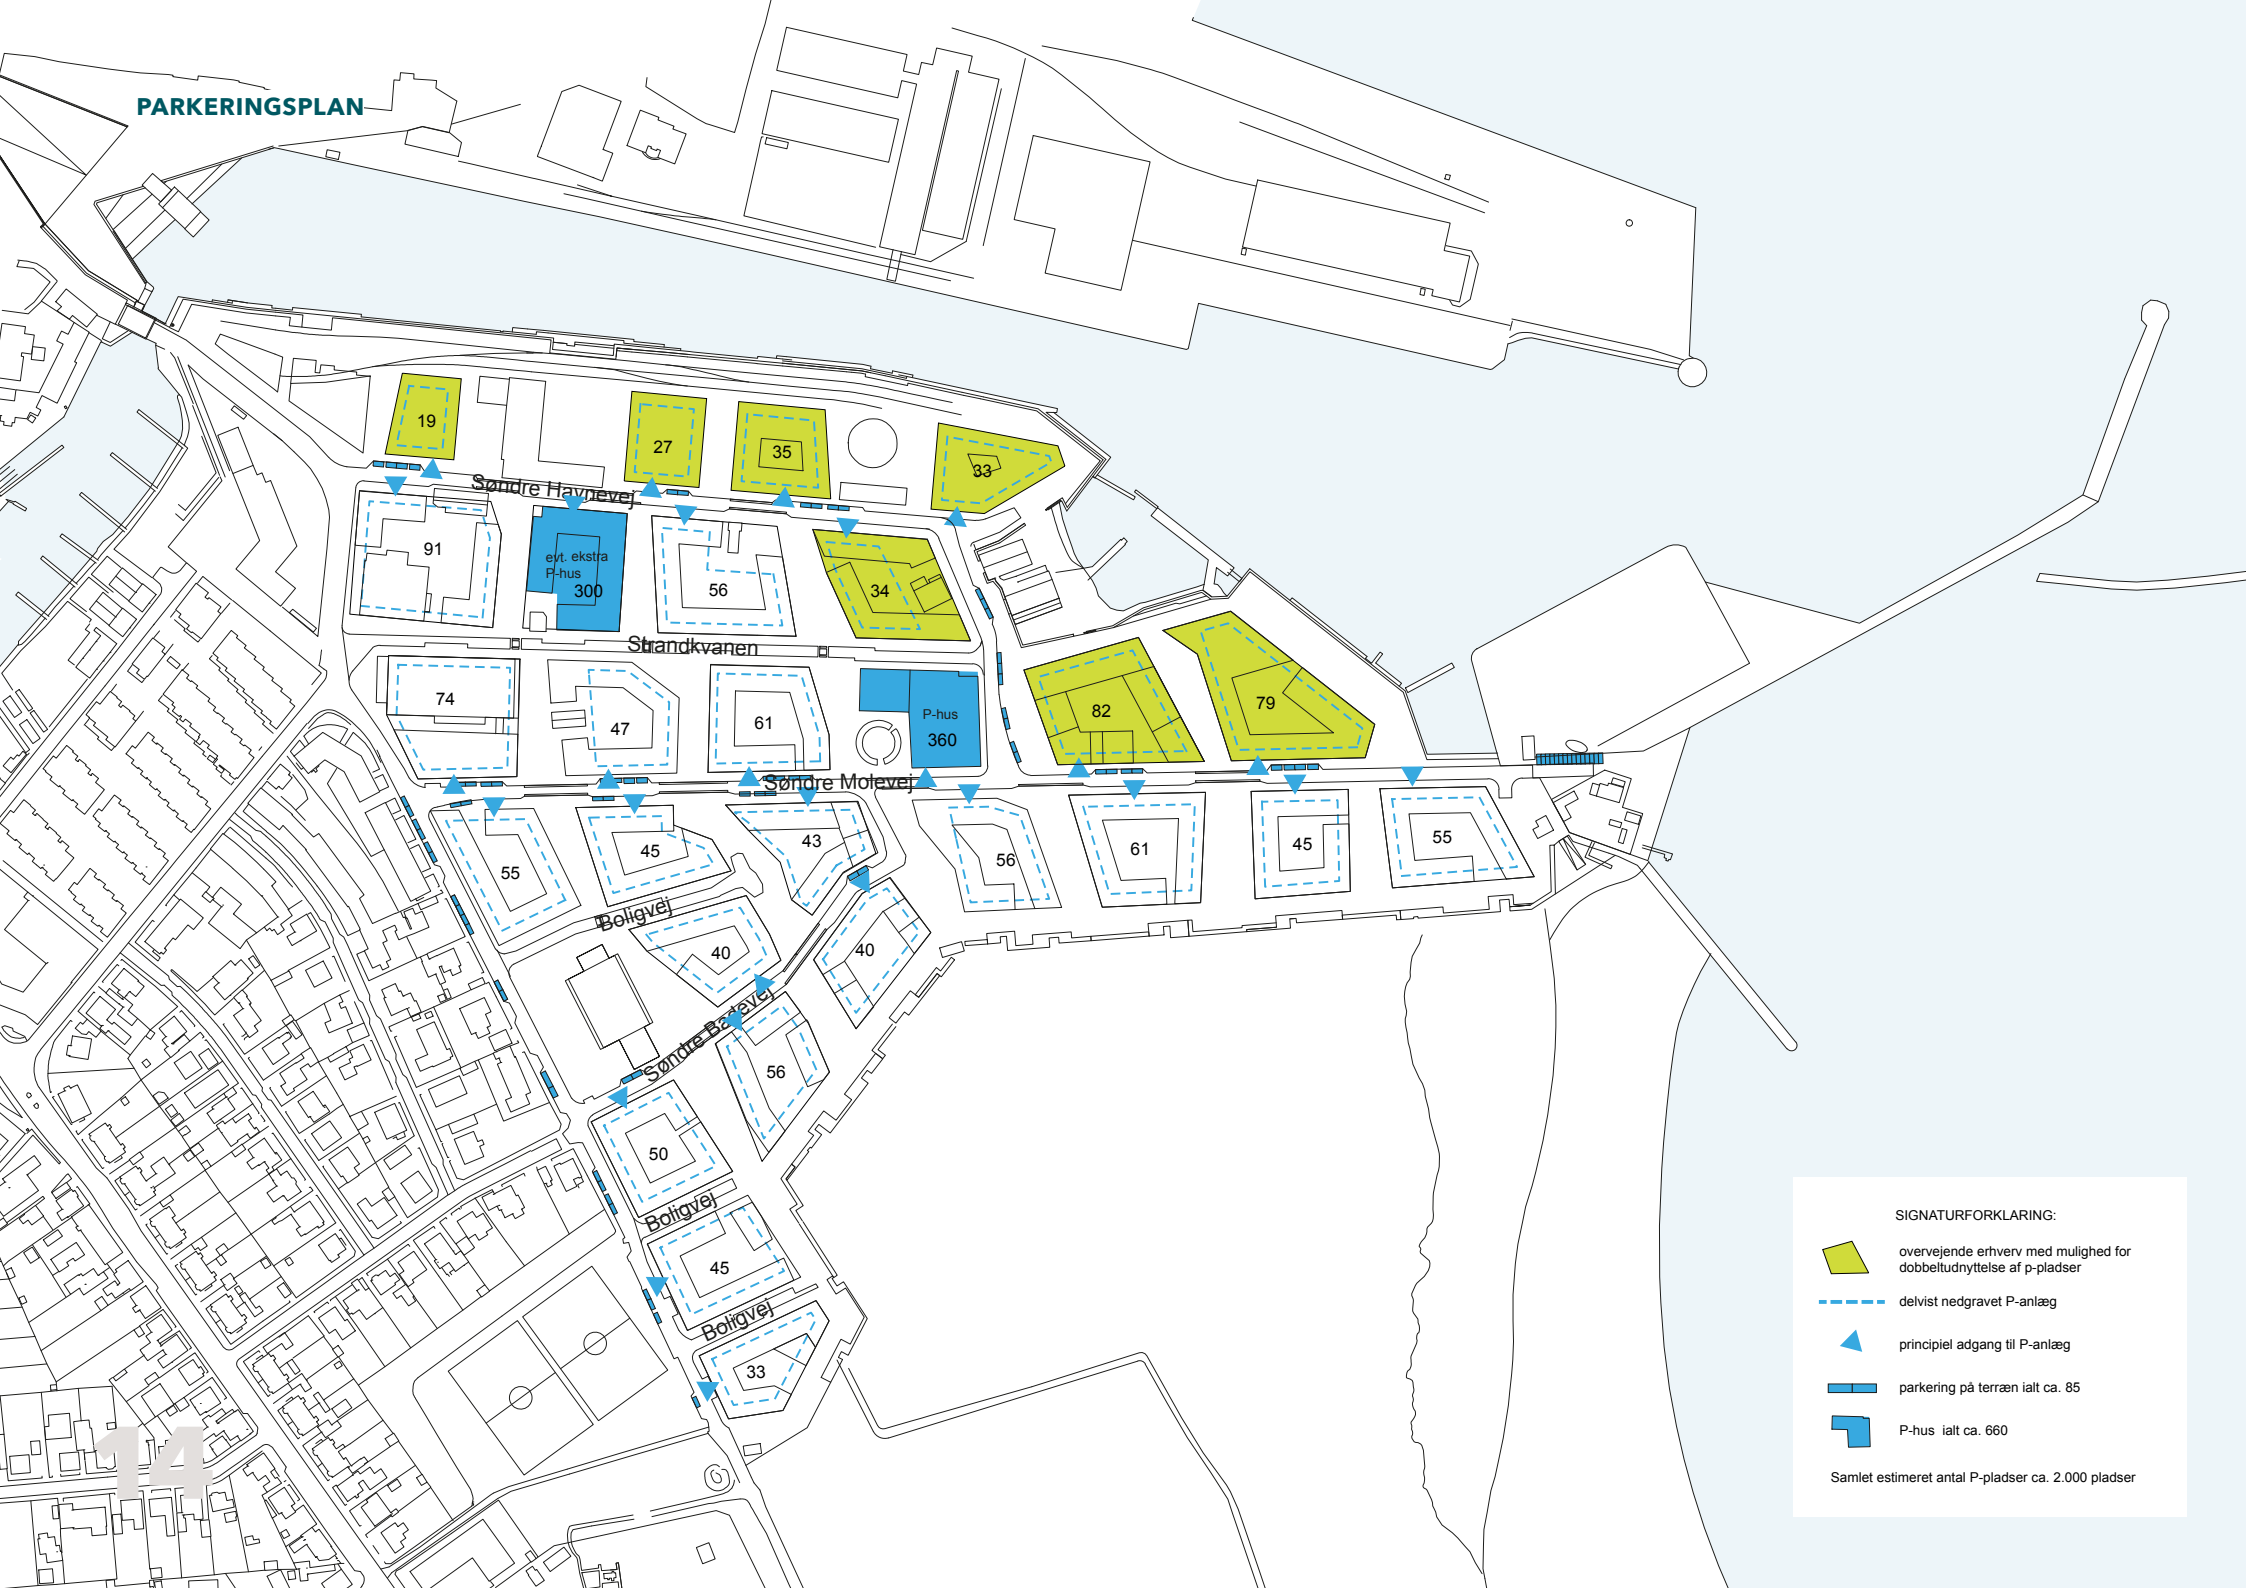 PARKERINGSPLAN
19
27
35
33
Søndre Havnevej
91
evt. ekstra
P-hus
300
56
34
Strandkvanen
74
47
61
P-hus
360
82
79
Søndre Molevej
55
45
43
56
61
45
55
Boligvej
40
40
Søndre Badevej
56
50
Boligvej
45
Boligvej
33
SIGNATURFORKLARING:
overvejende erhverv med mulighed for
dobbeltudnyttelse af p-pladser
delvist nedgravet P-anlæg
principiel adgang til P-anlæg
parkering på terræn ialt ca. 85
P-hus ialt ca. 660
Samlet estimeret antal P-pladser ca. 2.000 pladser
14